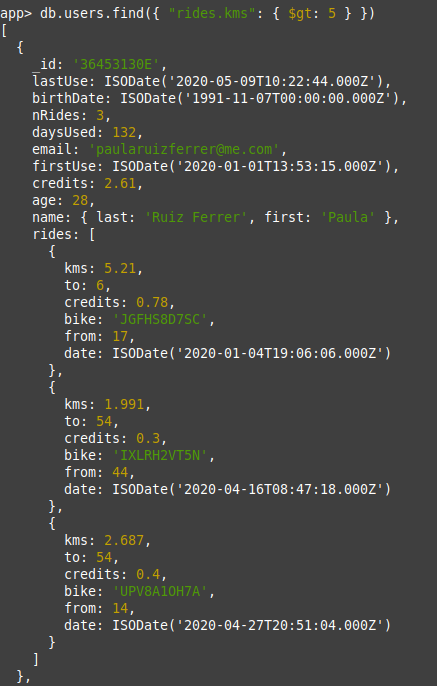 app> db.users.find({ "rides.kms": { $gt: 5 } })
[
  {
    _id: '36453130E',
    lastUse: ISODate('2020-05-09T10:22:44.000Z'),
    birthDate: ISODate('1991-11-07T00:00:00.000Z'),
    nRides: 3,
    daysUsed: 132,
    email: 'paularuizferrer@me.com',
    firstUse: ISODate('2020-01-01T13:53:15.000Z'),
    credits: 2.61,
    age: 28,
    name: { last: 'Ruiz Ferrer', first: 'Paula' },
    rides: [
      {
        kms: 5.21,
        to: 6,
        credits: 0.78,
        bike: 'JGFHS8D7SC',
        from: 17,
        date: ISODate('2020-01-04T19:06:06.000Z')
      },
      {
        kms: 1.991,
        to: 54,
        credits: 0.3,
        bike: 'IXLRH2VT5N',
        from: 44,
        date: ISODate('2020-04-16T08:47:18.000Z')
      },
      {
        kms: 2.687,
        to: 54,
        credits: 0.4,
        bike: 'UPV8A1OH7A',
        from: 14,
        date: ISODate('2020-04-27T20:51:04.000Z')
      }
    ]
  },